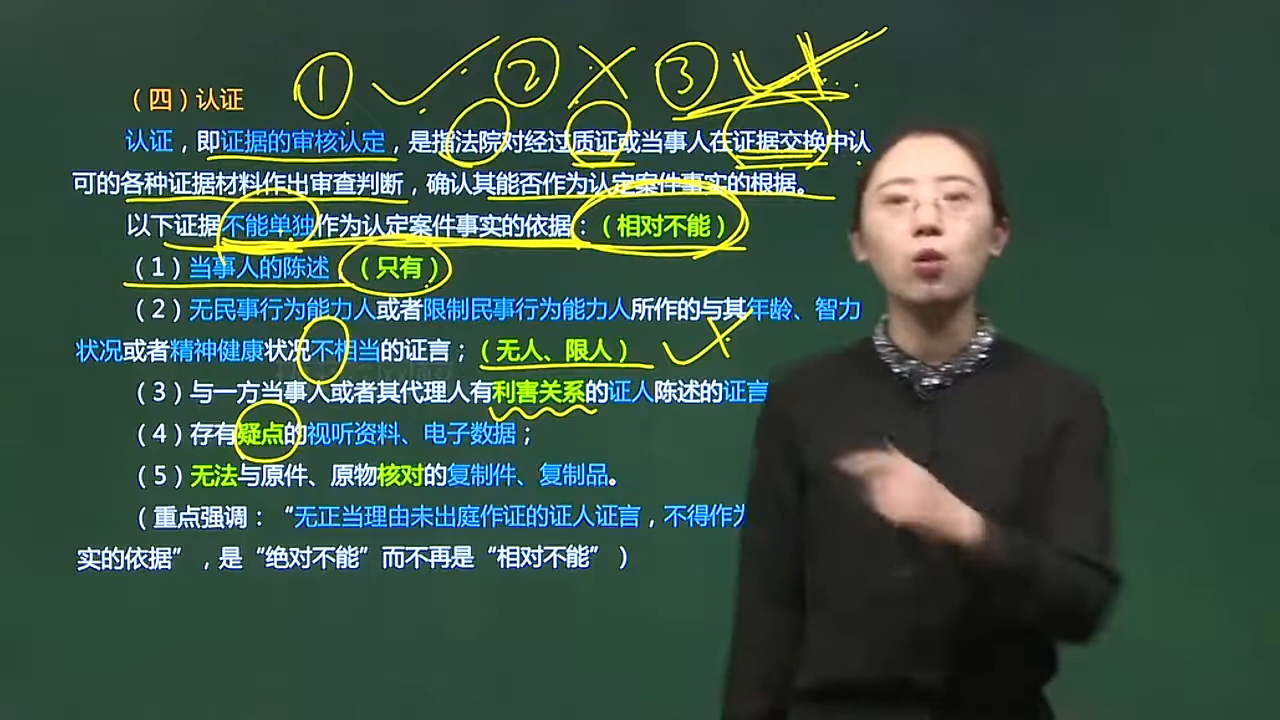 ① ✓ ② ✗ ③
(四)认证
认证,即证据的审核认定,是指法院对经过质证或当事人在证据交换中认
可的各种证据材料作出审查判断,确认其能否作为认定案件事实的根据。
以下证据不能单独作为认定案件事实的依据:(相对不能)
(1)当事人的陈述;(只有)
(2)无民事行为能力人或者限制民事行为能力人所作的与其年龄、智力
状况或者精神健康状况不相当的证言;(无人、限人)
(3)与一方当事人或者其代理人有利害关系的证人陈述的证言
(4)存有疑点的视听资料、电子数据;
(5)无法与原件、原物核对的复制件、复制品。
(重点强调:“无正当理由未出庭作证的证人证言,不得作为
实的依据”,是“绝对不能”而不再是“相对不能”)